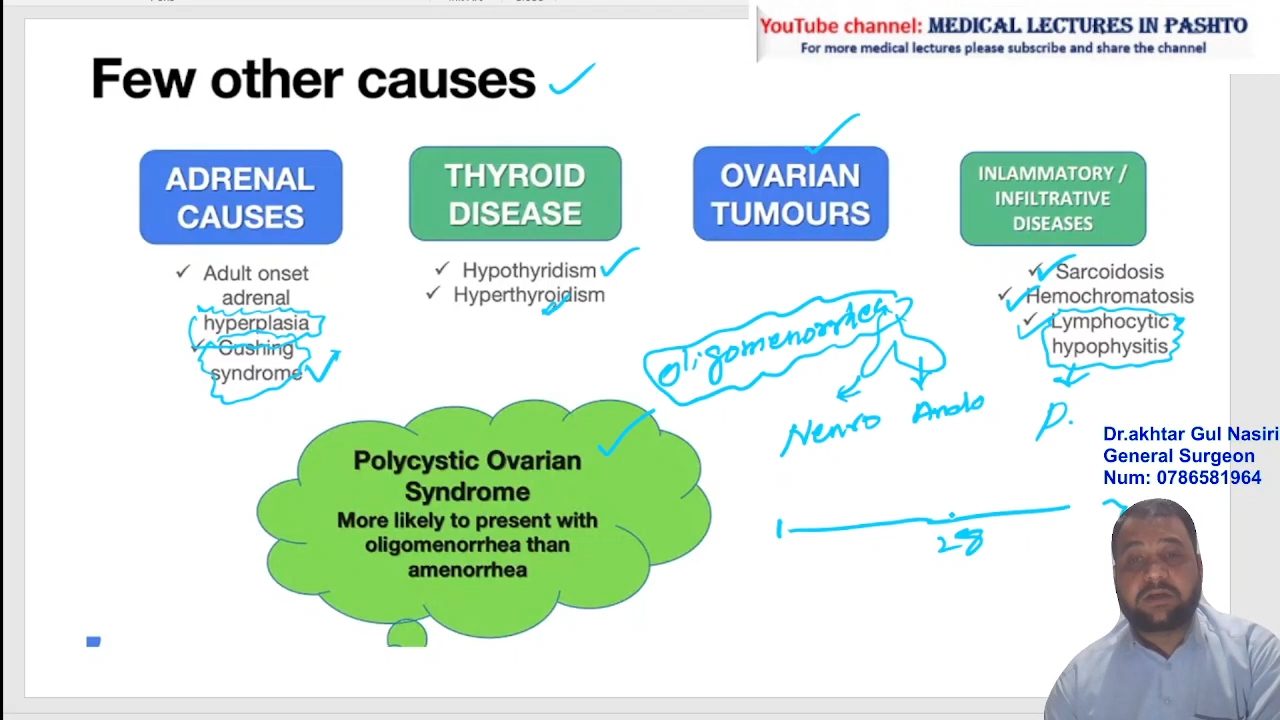 YouTube channel: MEDICAL LECTURES IN PASHTO
For more medical lectures please subscribe and share the channel
Few other causes
ADRENAL
CAUSES
Adult onset
adrenal
hyperplasia
Cushing
syndrome
THYROID
DISEASE
Hypothyridism
Hyperthyroidism
OVARIAN
TUMOURS
INLAMMATORY /
INFILTRATIVE
DISEASES
Sarcoidosis
Hemochromatosis
Lymphocytic
hypophysitis
oligomenorrhea
Neuro Ando
P.
Polycystic Ovarian
Syndrome
More likely to present with
oligomenorrhea than
amenorrhea
1
28
Dr.akhtar Gul Nasiri
General Surgeon
Num: 0786581964